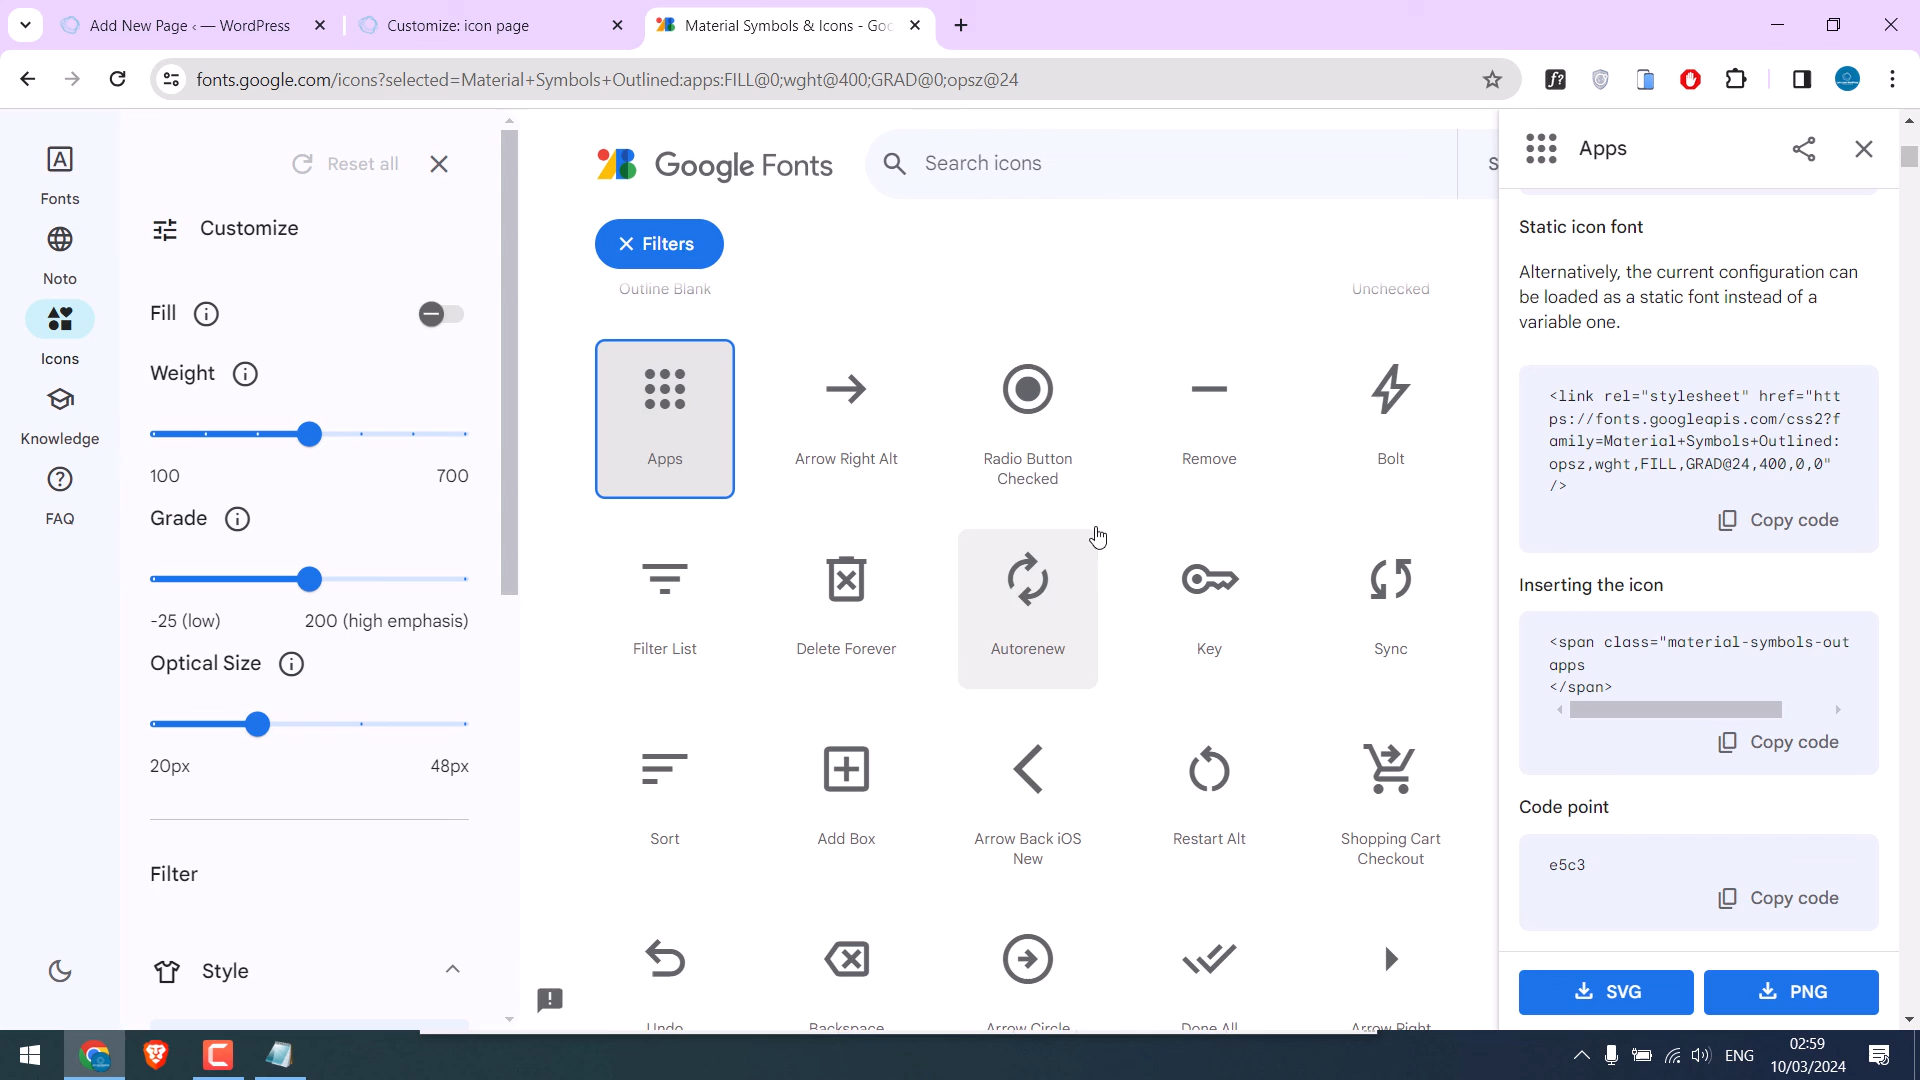 Add New Page ‹ — WordPress
Customize: icon page
Material Symbols & Icons - Goo
fonts.google.com/icons?selected=Material+Symbols+Outlined:apps:FILL@0;wght@400;GRAD@0;opsz@24
Fonts
Noto
Icons
Knowledge
FAQ
Reset all
Customize
Fill
Weight
100
700
Grade
-25 (low)
200 (high emphasis)
Optical Size
20px
48px
Filter
Style
Google Fonts
Search icons
S
Filters
Outline Blank
Unchecked
Apps
Arrow Right Alt
Radio Button
Checked
Remove
Bolt
Filter List
Delete Forever
Autorenew
Key
Sync
Sort
Add Box
Arrow Back iOS
New
Restart Alt
Shopping Cart
Checkout
Undo
Backspace
Arrow Circle
Done All
Arrow Right
Apps
Static icon font
Alternatively, the current configuration can
be loaded as a static font instead of a
variable one.
<link rel="stylesheet" href="htt
ps://fonts.googleapis.com/css2?f
amily=Material+Symbols+Outlined:
opsz,wght,FILL,GRAD@24,400,0,0"
/>
Copy code
Inserting the icon
<span class="material-symbols-out
apps
</span>
Copy code
Code point
e5c3
Copy code
SVG
PNG
ENG
02:59
10/03/2024